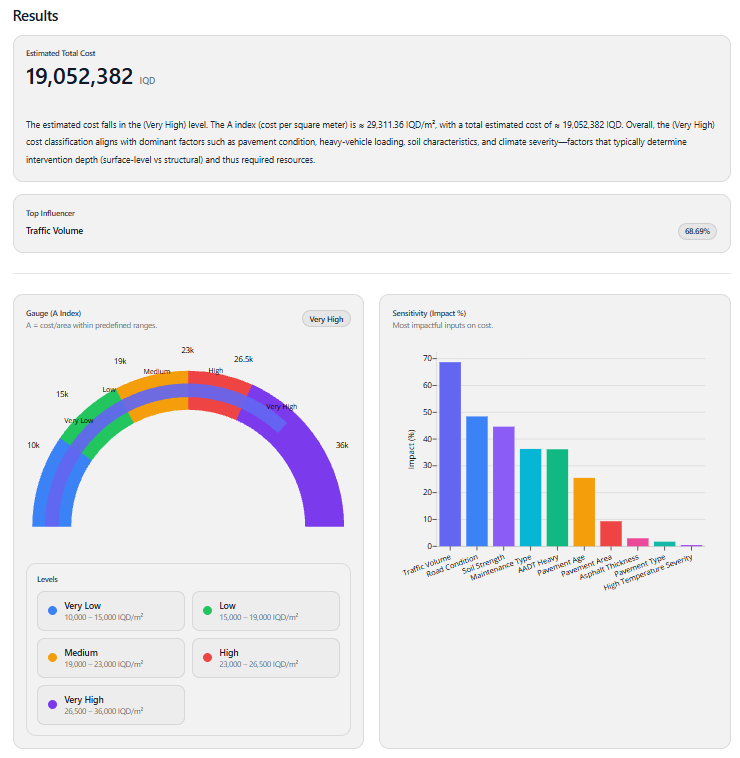 Results
Estimated Total Cost
19,052,382 IQD
The estimated cost falls in the (Very High) level. The A index (cost per square meter) is ≈ 29,311.36 IQD/m², with a total estimated cost of ≈ 19,052,382 IQD. Overall, the (Very High)
cost classification aligns with dominant factors such as pavement condition, heavy-vehicle loading, soil characteristics, and climate severity—factors that typically determine
intervention depth (surface-level vs structural) and thus required resources.
Top Influencer
Traffic Volume
68.69%
Gauge (A Index)
A = cost/area within predefined ranges.
Very High
10k
15k
19k
23k
26.5k
36k
Very Low
Low
Medium
High
Very High
Levels
Very Low
10,000 – 15,000 IQD/m²
Low
15,000 – 19,000 IQD/m²
Medium
19,000 – 23,000 IQD/m²
High
23,000 – 26,500 IQD/m²
Very High
26,500 – 36,000 IQD/m²
Sensitivity (Impact %)
Most impactful inputs on cost.
Impact (%)
70
60
50
40
30
20
10
0
Traffic Volume
Road Condition
Soil Strength
Maintenance Type
AADT Heavy
Pavement Age
Pavement Area
Asphalt Thickness
Pavement Type
High Temperature Severity